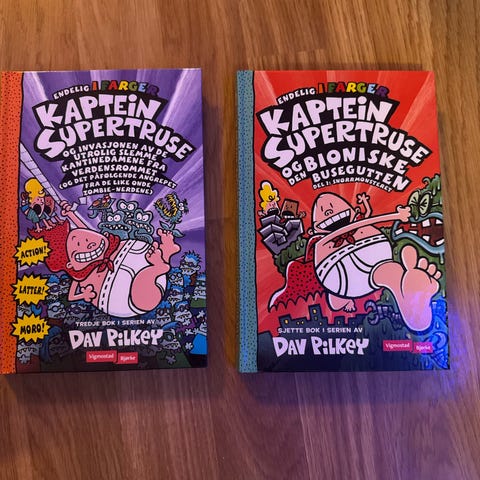 ENDELIG I FARGER
KAPTEIN
SUPERTRUSE
OG INVASJONEN AV DE
UTROLIG SLEMME
KANTINEDAMENE FRA
VERDENSROMMET
(OG DET PÅFØLGENDE ANGREPET
FRA DE LIKE ONDE
ZOMBIE-NERDENE)
ACTION!
LATTER!
MORO!
TREDJE BOK I SERIEN AV
DAV PILKEY
Vigmostad Bjørke
ENDELIG I FARGER
KAPTEIN
SUPERTRUSE
OG DEN BIONISKE
BUSEGUTTEN
DEL 1: SNØRRMONSTERET
SJETTE BOK I SERIEN AV
DAV PILKEY
Vigmostad Bjørke